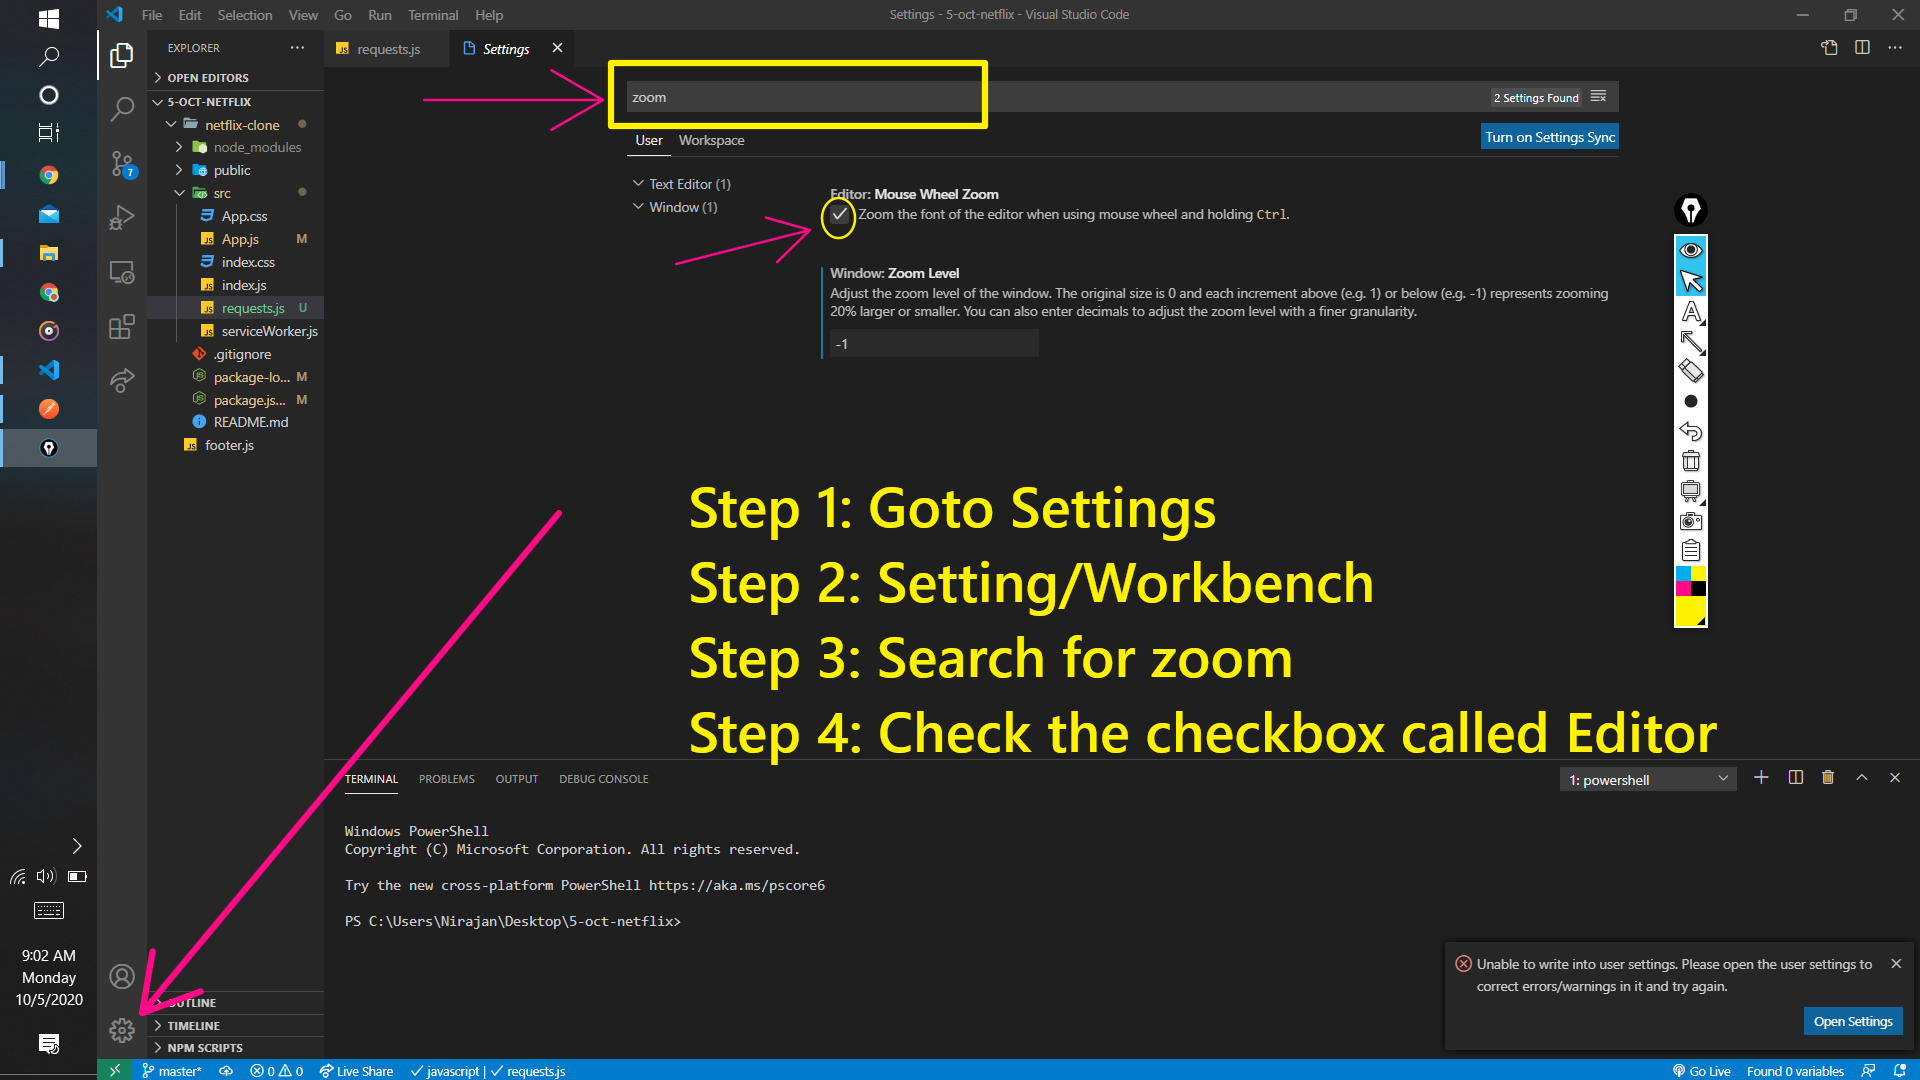 File Edit Selection View Go Run Terminal Help
Settings - 5-oct-netflix - Visual Studio Code
EXPLORER
requests.js
Settings
OPEN EDITORS
5-OCT-NETFLIX
netflix-clone
node_modules
public
src
App.css
App.js M
index.css
index.js
requests.js U
serviceWorker.js
.gitignore
package-lo... M
package.js... M
README.md
footer.js
7
zoom
2 Settings Found
User Workspace
Turn on Settings Sync
Text Editor (1)
Window (1)
Editor: Mouse Wheel Zoom
Zoom the font of the editor when using mouse wheel and holding Ctrl.
Window: Zoom Level
Adjust the zoom level of the window. The original size is 0 and each increment above (e.g. 1) or below (e.g. -1) represents zooming
20% larger or smaller. You can also enter decimals to adjust the zoom level with a finer granularity.
-1
A
Step 1: Goto Settings
Step 2: Setting/Workbench
Step 3: Search for zoom
Step 4: Check the checkbox called Editor
TERMINAL PROBLEMS OUTPUT DEBUG CONSOLE
1: powershell
Windows PowerShell
Copyright (C) Microsoft Corporation. All rights reserved.
Try the new cross-platform PowerShell https://aka.ms/pscore6
PS C:\Users\Nirajan\Desktop\5-oct-netflix>
9:02 AM
Monday
10/5/2020
OUTLINE
TIMELINE
NPM SCRIPTS
Unable to write into user settings. Please open the user settings to
correct errors/warnings in it and try again.
Open Settings
master* 0 0 Live Share javascript | requests.js
Go Live Found 0 variables